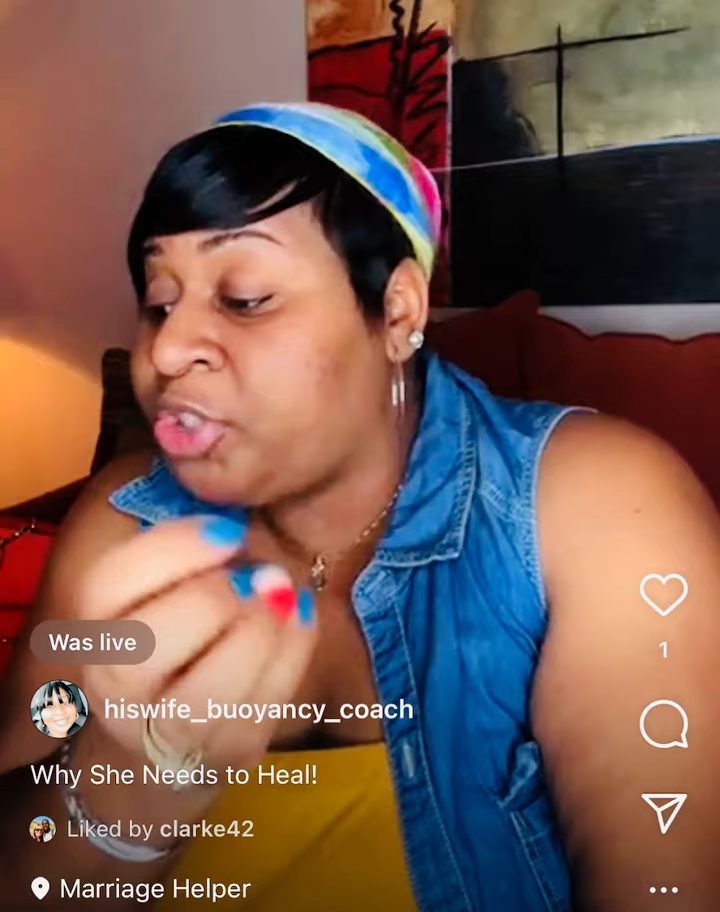 Was live
hiswife_buoyancy_coach
Why She Needs to Heal!
Liked by clarke42
Marriage Helper
1